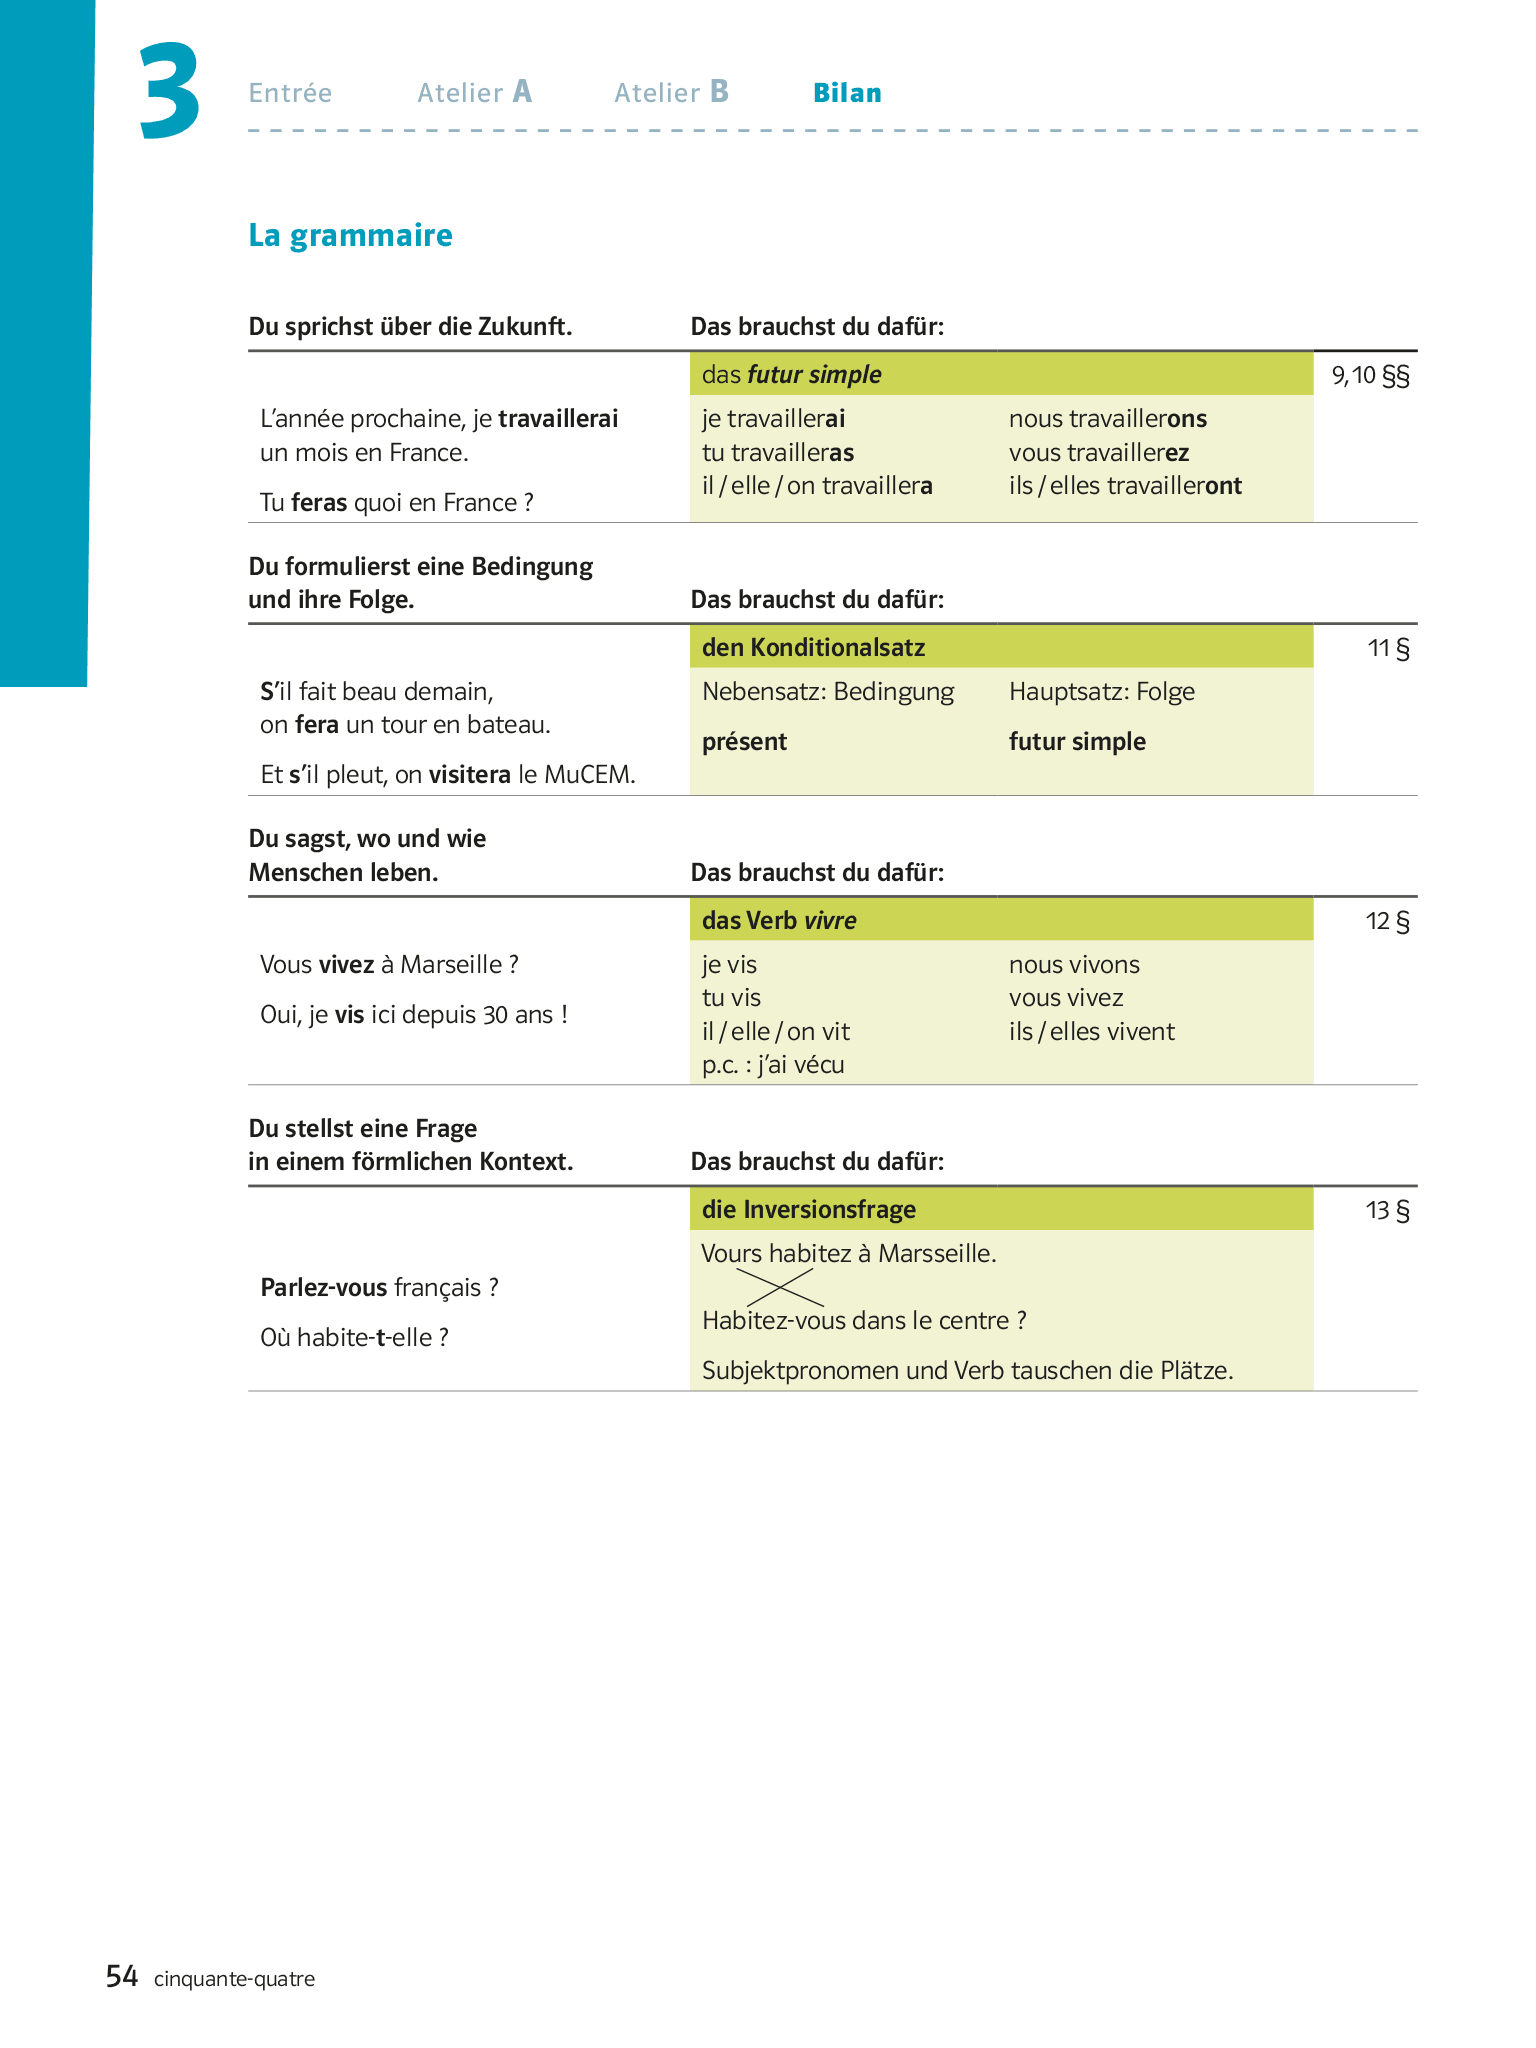 3
Entrée Atelier A Atelier B Bilan
La grammaire
Du sprichst über die Zukunft. Das brauchst du dafür:
das futur simple 9,10 §§
L’année prochaine, je travaillerai je travaillerai nous travaillerons
un mois en France. tu travailleras vous travaillerez
il / elle / on travaillera ils / elles travailleront
Tu feras quoi en France ?
Du formulierst eine Bedingung
und ihre Folge. Das brauchst du dafür:
den Konditionalsatz 11 §
S’il fait beau demain, Nebensatz: Bedingung Hauptsatz: Folge
on fera un tour en bateau.
présent futur simple
Et s’il pleut, on visitera le MuCEM.
Du sagst, wo und wie
Menschen leben. Das brauchst du dafür:
das Verb vivre 12 §
Vous vivez à Marseille ? je vis nous vivons
tu vis vous vivez
Oui, je vis ici depuis 30 ans !
il / elle / on vit ils / elles vivent
p.c. : j’ai vécu
Du stellst eine Frage
in einem förmlichen Kontext. Das brauchst du dafür:
die Inversionsfrage 13 §
Vours habitez à Marsseille.
Parlez-vous français ?
Habitez-vous dans le centre ?
Où habite-t-elle ?
Subjektpronomen und Verb tauschen die Plätze.
54 cinquante-quatre